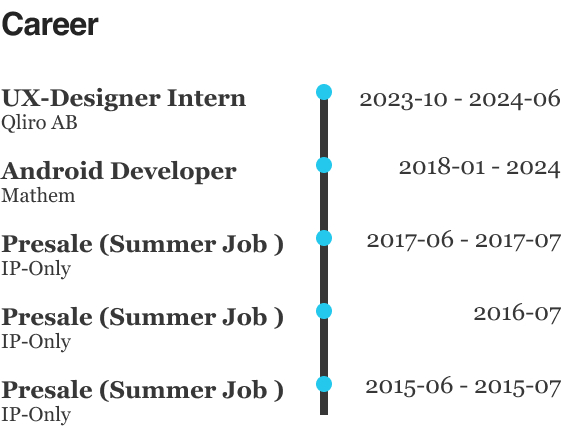 Career
UX-Designer Intern 2023-10 - 2024-06
Qliro AB
Android Developer 2018-01 - 2024
Mathem
Presale (Summer Job ) 2017-06 - 2017-07
IP-Only
Presale (Summer Job ) 2016-07
IP-Only
Presale (Summer Job ) 2015-06 - 2015-07
IP-Only